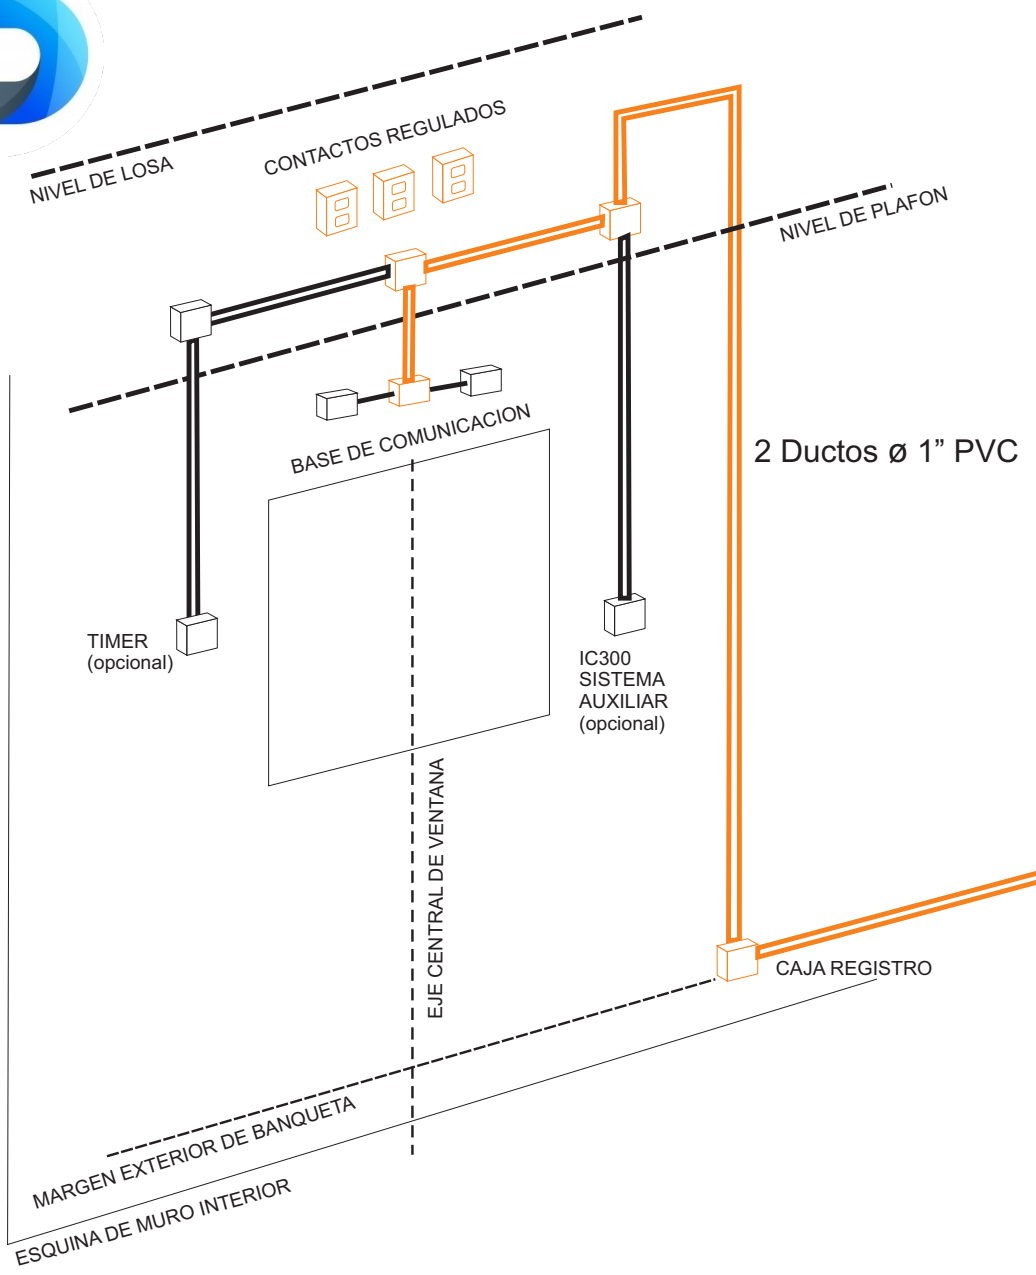 NIVEL DE LOSA
CONTACTOS REGULADOS
NIVEL DE PLAFON
BASE DE COMUNICACION
2 Ductos ø 1” PVC
TIMER
(opcional)
IC300
SISTEMA
AUXILIAR
(opcional)
EJE CENTRAL DE VENTANA
CAJA REGISTRO
MARGEN EXTERIOR DE BANQUETA
ESQUINA DE MURO INTERIOR